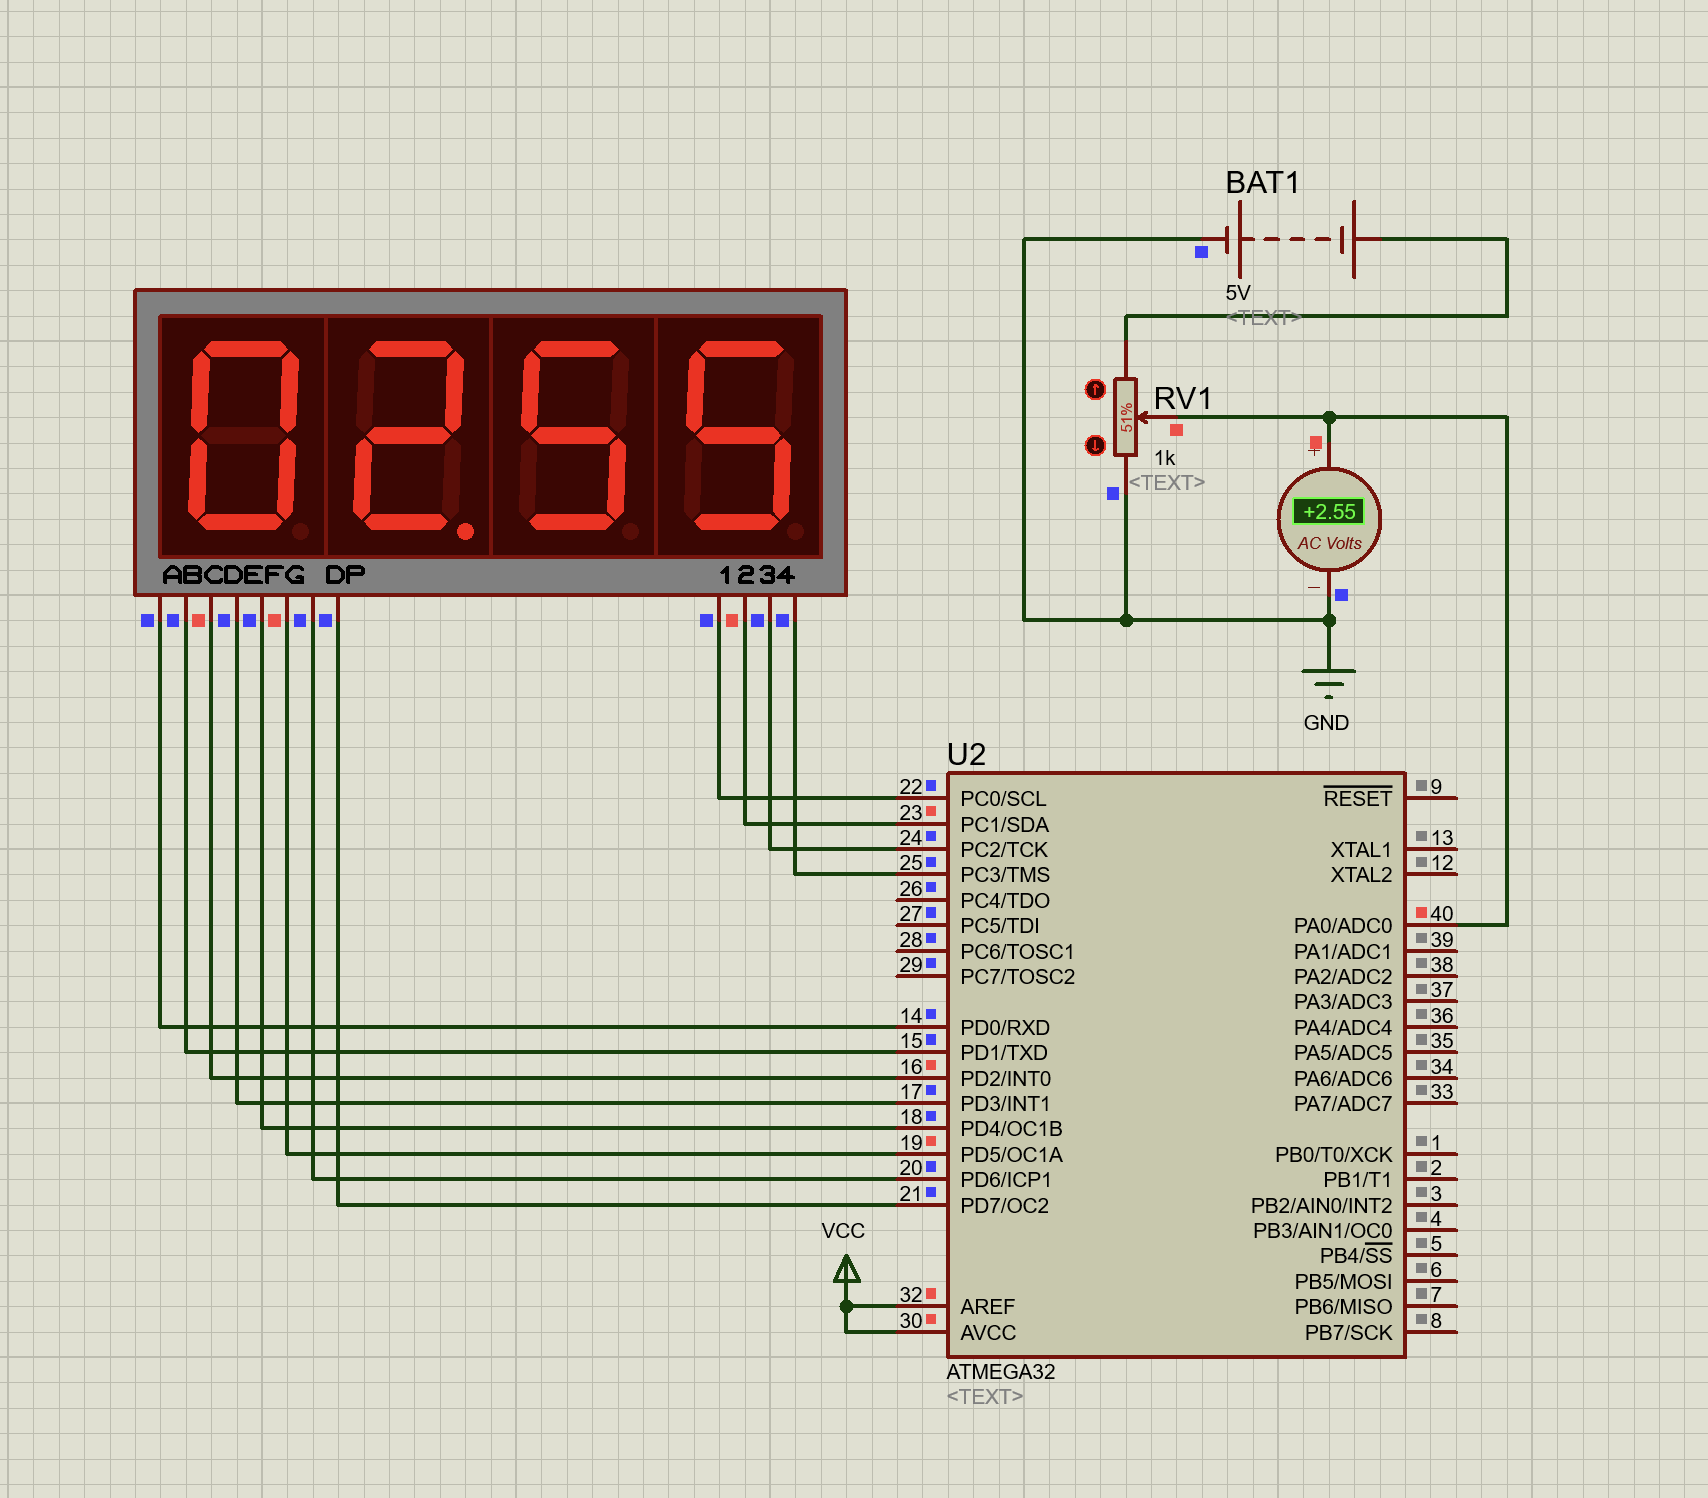 BAT1
5V
<TEXT>
RV1
51%
1k
<TEXT>
+2.55
AC Volts
GND
02.55
ABCDEFG DP
1234
U2
22 PC0/SCL
23 PC1/SDA
24 PC2/TCK
25 PC3/TMS
26 PC4/TDO
27 PC5/TDI
28 PC6/TOSC1
29 PC7/TOSC2
14 PD0/RXD
15 PD1/TXD
16 PD2/INT0
17 PD3/INT1
18 PD4/OC1B
19 PD5/OC1A
20 PD6/ICP1
21 PD7/OC2
VCC
32 AREF
30 AVCC
RESET 9
XTAL1 13
XTAL2 12
PA0/ADC0 40
PA1/ADC1 39
PA2/ADC2 38
PA3/ADC3 37
PA4/ADC4 36
PA5/ADC5 35
PA6/ADC6 34
PA7/ADC7 33
PB0/T0/XCK 1
PB1/T1 2
PB2/AIN0/INT2 3
PB3/AIN1/OC0 4
PB4/SS 5
PB5/MOSI 6
PB6/MISO 7
PB7/SCK 8
ATMEGA32
<TEXT>